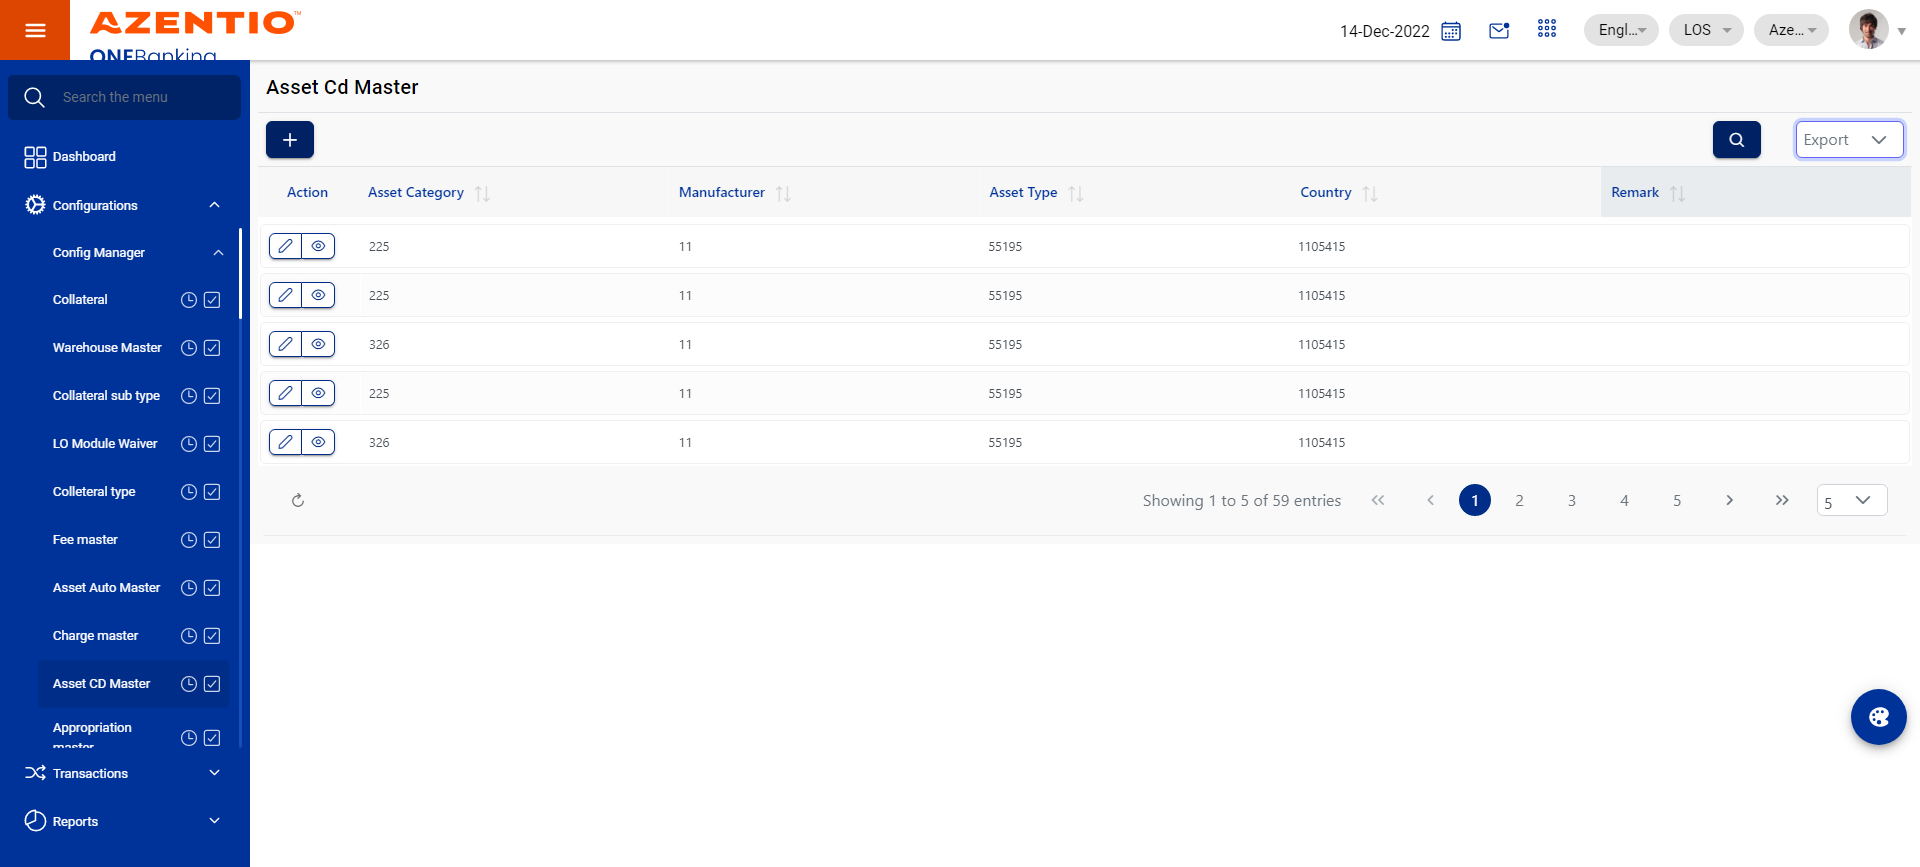 AZENTIO™
ONEBanking
14-Dec-2022
Engl...
LOS
Aze...
Search the menu
Dashboard
Configurations
Config Manager
Collateral
Warehouse Master
Collateral sub type
LO Module Waiver
Colleteral type
Fee master
Asset Auto Master
Charge master
Asset CD Master
Appropriation
master
Transactions
Reports
Asset Cd Master
Export
Action Asset Category Manufacturer Asset Type Country Remark
225 11 55195 1105415
225 11 55195 1105415
326 11 55195 1105415
225 11 55195 1105415
326 11 55195 1105415
Showing 1 to 5 of 59 entries 1 2 3 4 5 5